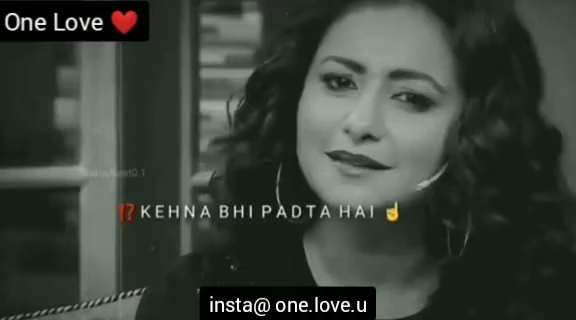 One Love ❤️
⁉️KEHNA BHI PADTA HAI ☝️
insta@ one.love.u